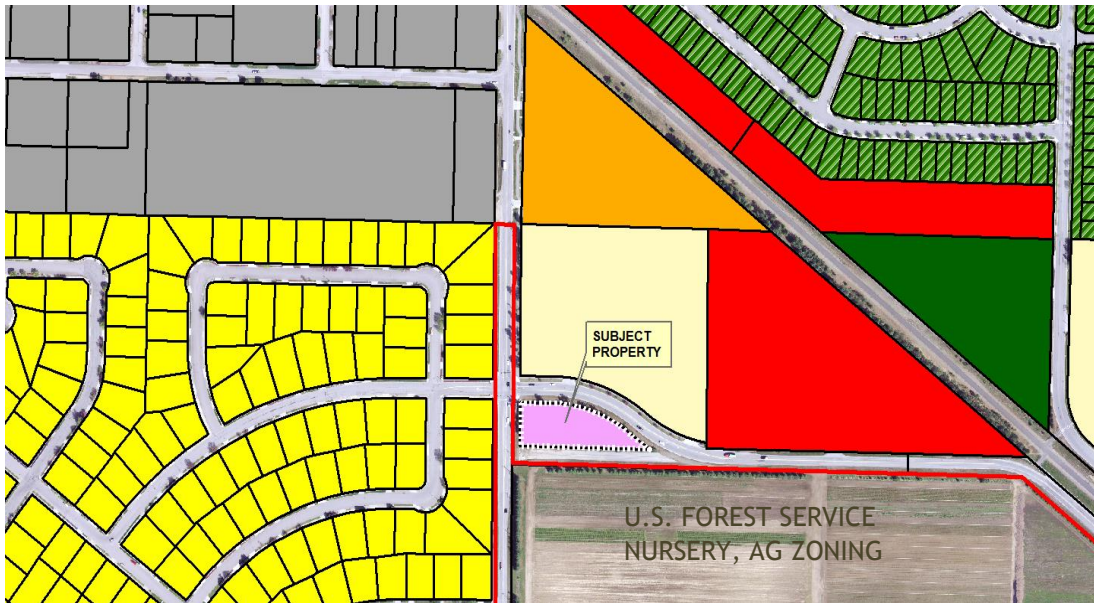 SUBJECT
PROPERTY
U.S. FOREST SERVICE
NURSERY, AG ZONING